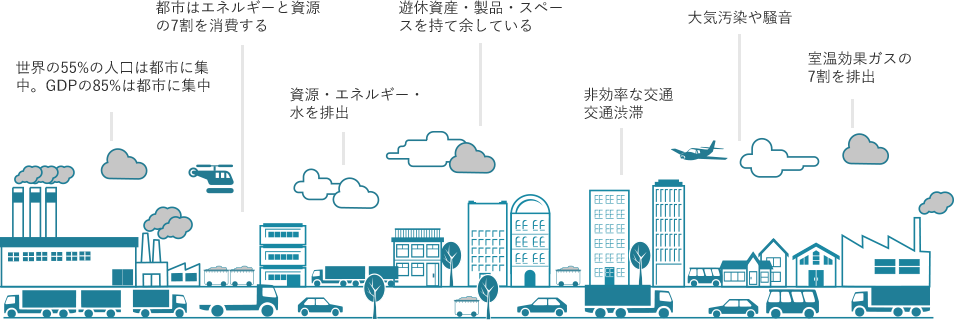 都市はエネルギーと資源
の7割を消費する
遊休資産・製品・スペー
スを持て余している
大気汚染や騒音
世界の55%の人口は都市に集
中。GDPの85%は都市に集中
資源・エネルギー・
水を排出
非効率な交通
交通渋滞
室温効果ガスの
7割を排出